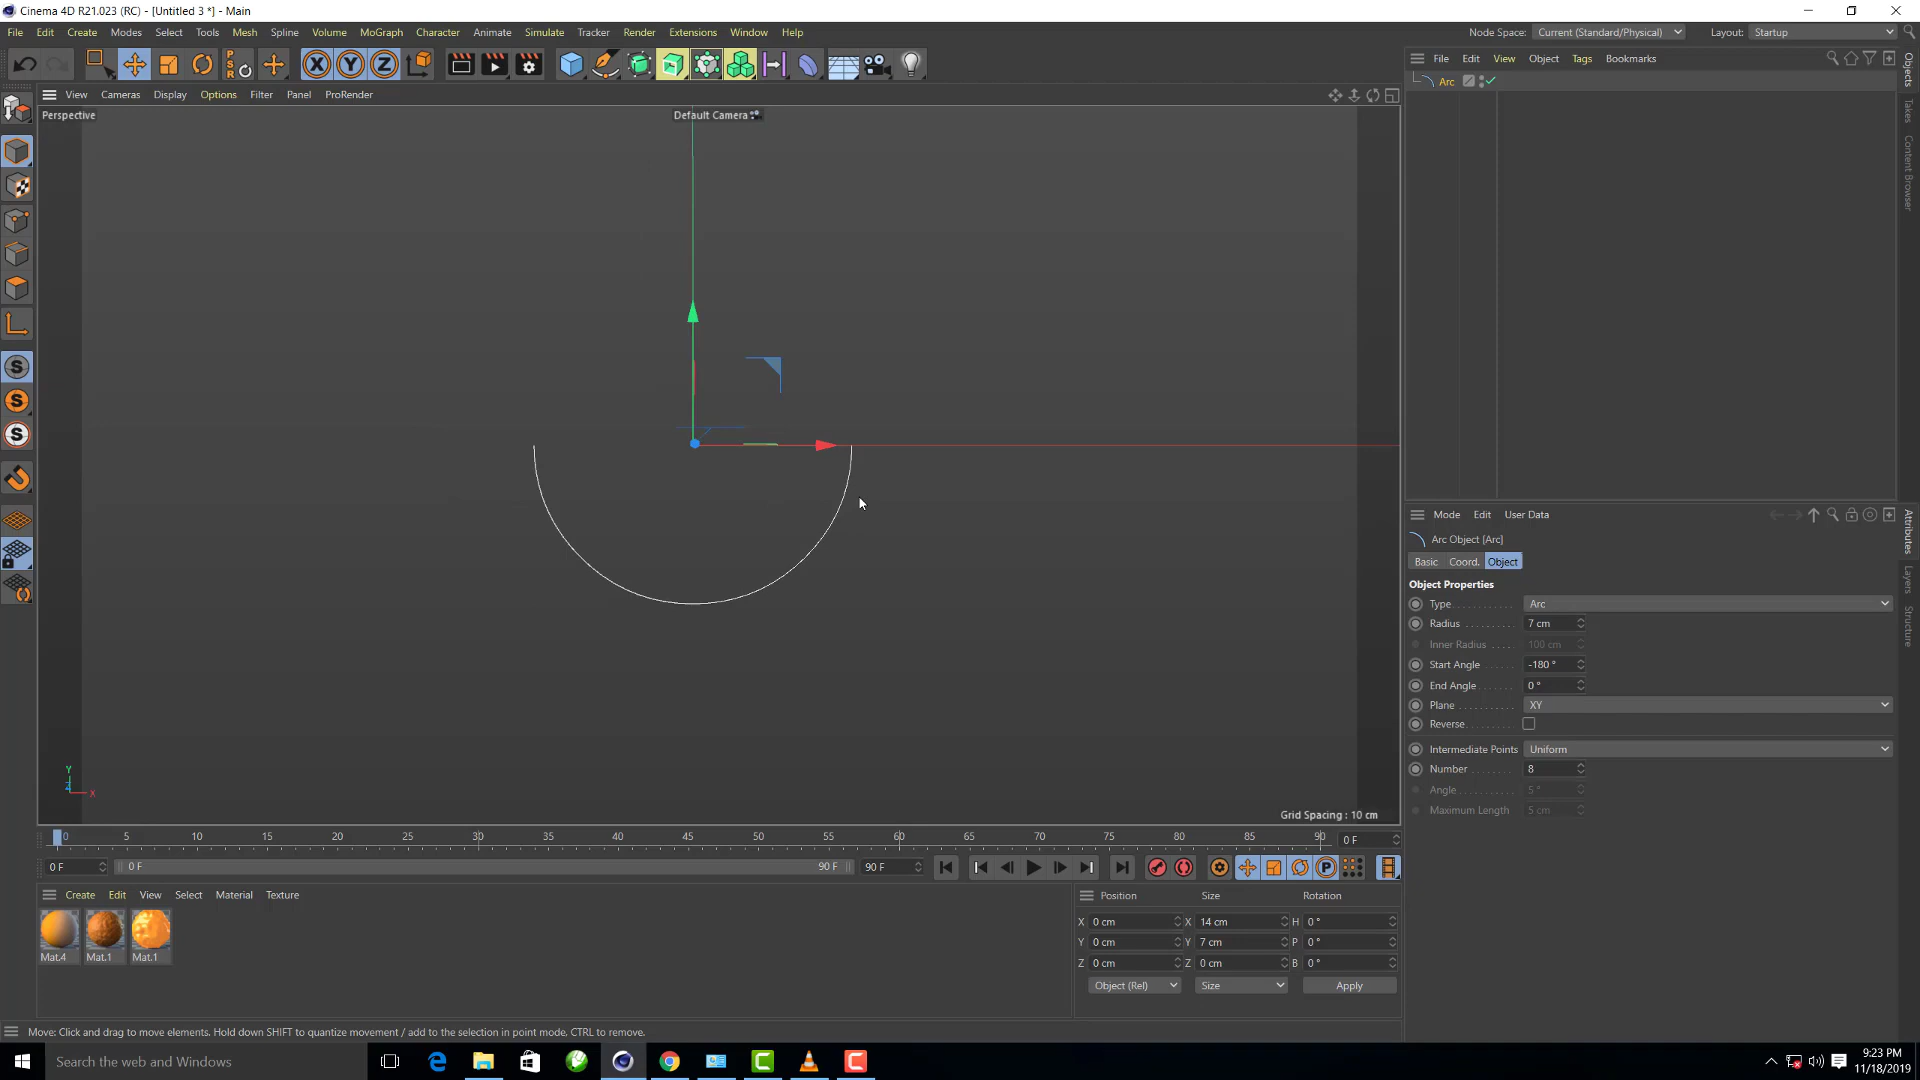 Cinema 4D R21.023 (RC) - [Untitled 3 *] - Main
File Edit Create Modes Select Tools Mesh Spline Volume MoGraph Character Animate Simulate Tracker Render Extensions Window Help
Node Space: Current (Standard/Physical) Layout: Startup
PSR X Y Z
View Cameras Display Options Filter Panel ProRender
Perspective
Default Camera
File Edit View Object Tags Bookmarks
Arc
Objects
Takes
Content Browser
S
S
S
Mode Edit User Data
Arc Object [Arc]
Basic Coord. Object
Object Properties
Type Arc
Radius 7 cm
Inner Radius 100 cm
Start Angle -180 °
End Angle 0 °
Plane XY
Reverse
Intermediate Points Uniform
Number 8
Angle 5 °
Maximum Length 5 cm
Attributes
Layers
Structure
Y
Z
X
Grid Spacing : 10 cm
0 5 10 15 20 25 30 35 40 45 50 55 60 65 70 75 80 85 90 0 F
0 F 0 F 90 F 90 F P
Create Edit View Select Material Texture
Mat.4 Mat.1 Mat.1
Position Size Rotation
X 0 cm X 14 cm H 0 °
Y 0 cm Y 7 cm P 0 °
Z 0 cm Z 0 cm B 0 °
Object (Rel) Size Apply
Move: Click and drag to move elements. Hold down SHIFT to quantize movement / add to the selection in point mode, CTRL to remove.
Search the web and Windows
9:23 PM
11/18/2019